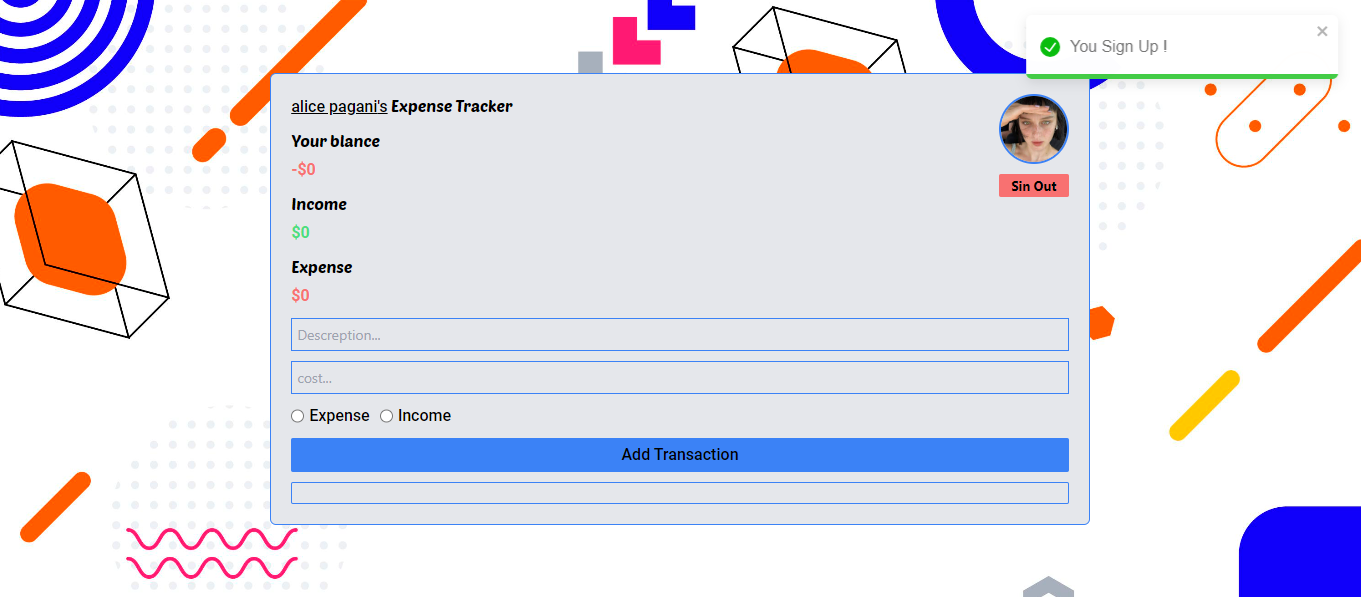 You Sign Up !
alice pagani's Expense Tracker
Your blance
-$0
Sin Out
Income
$0
Expense
$0
Descreption...
cost...
Expense Income
Add Transaction